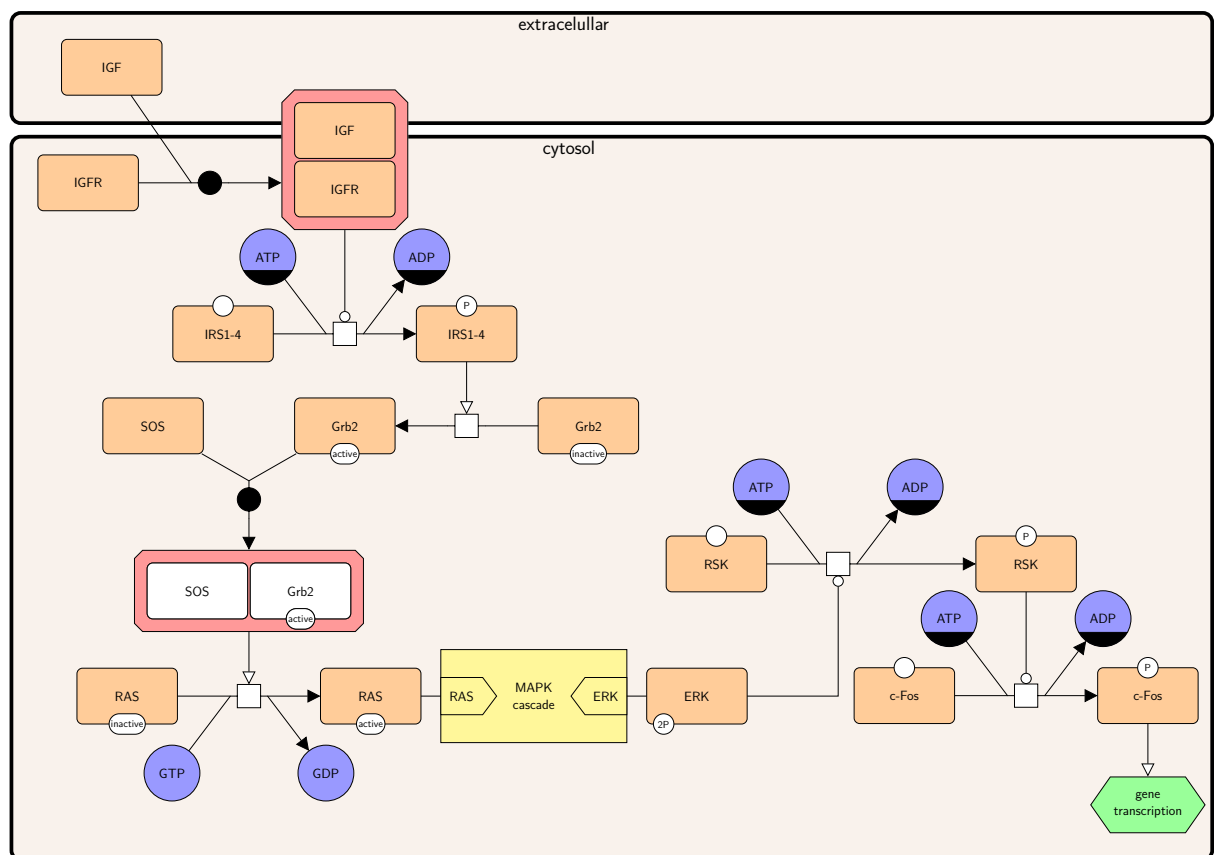 extracelullar
IGF
IGF
cytosol
IGFR
IGFR
ATP
ADP
P
IRS1-4
IRS1-4
SOS
Grb2
active
Grb2
inactive
ATP
ADP
P
RSK
RSK
SOS
Grb2
active
ATP
ADP
RAS
inactive
RAS
active
RAS
MAPK
cascade
ERK
ERK
2P
c-Fos
P
c-Fos
GTP
GDP
gene
transcription